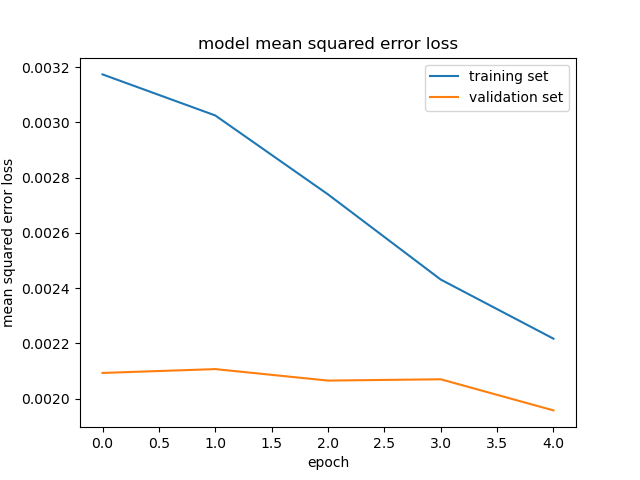 model mean squared error loss
training set
validation set
0.0032
0.0030
0.0028
0.0026
0.0024
0.0022
0.0020
mean squared error loss
0.0 0.5 1.0 1.5 2.0 2.5 3.0 3.5 4.0
epoch